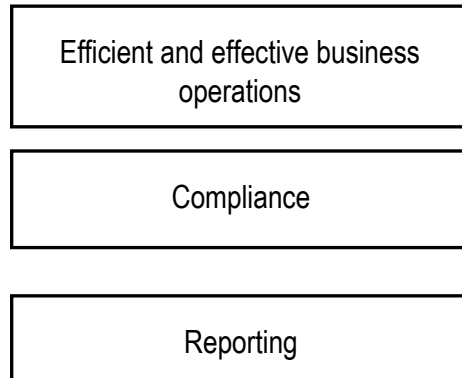 Efficient and effective business
operations
Compliance
Reporting